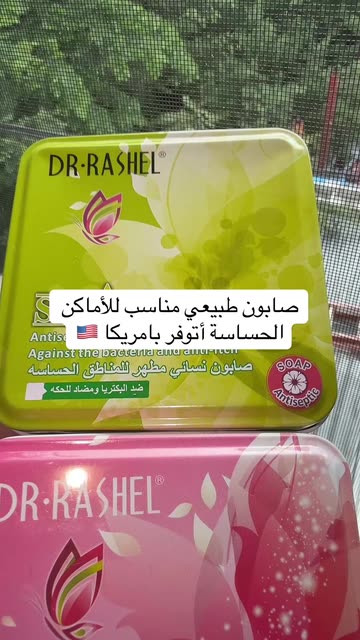 DR·RASHEL®
صابون طبيعي مناسب للأماكن
الحساسة أتوفر بامريكا 🇺🇸
Against the bacteria and anti-itch
صابون نسائي مطهر للمناطق الحساسه
ضد البكتريا ومضاد للحكه
SOAP
Antiseptic
DR·RASHEL®